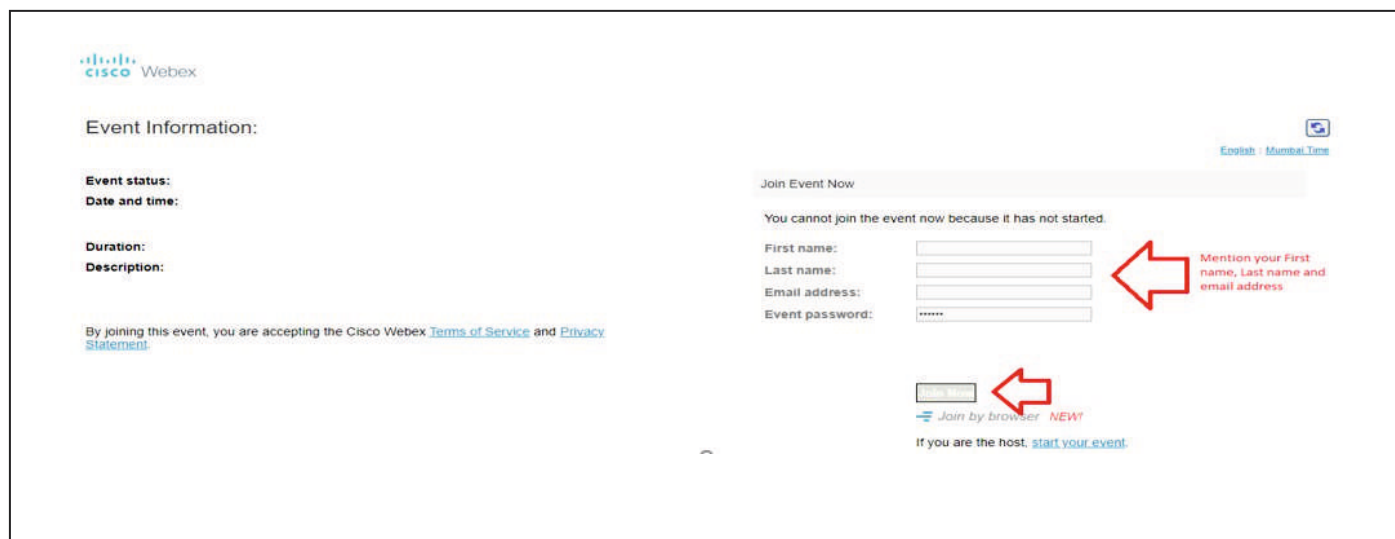 cisco Webex
Event Information:
English | Mumbai Time
Event status:
Date and time:
Duration:
Description:
By joining this event, you are accepting the Cisco Webex Terms of Service and Privacy
Statement.
Join Event Now
You cannot join the event now because it has not started.
First name:
Last name:
Email address:
Event password: ••••••
Mention your First
name, Last name and
email address
Join Now
Join by browser NEW!
If you are the host, start your event.